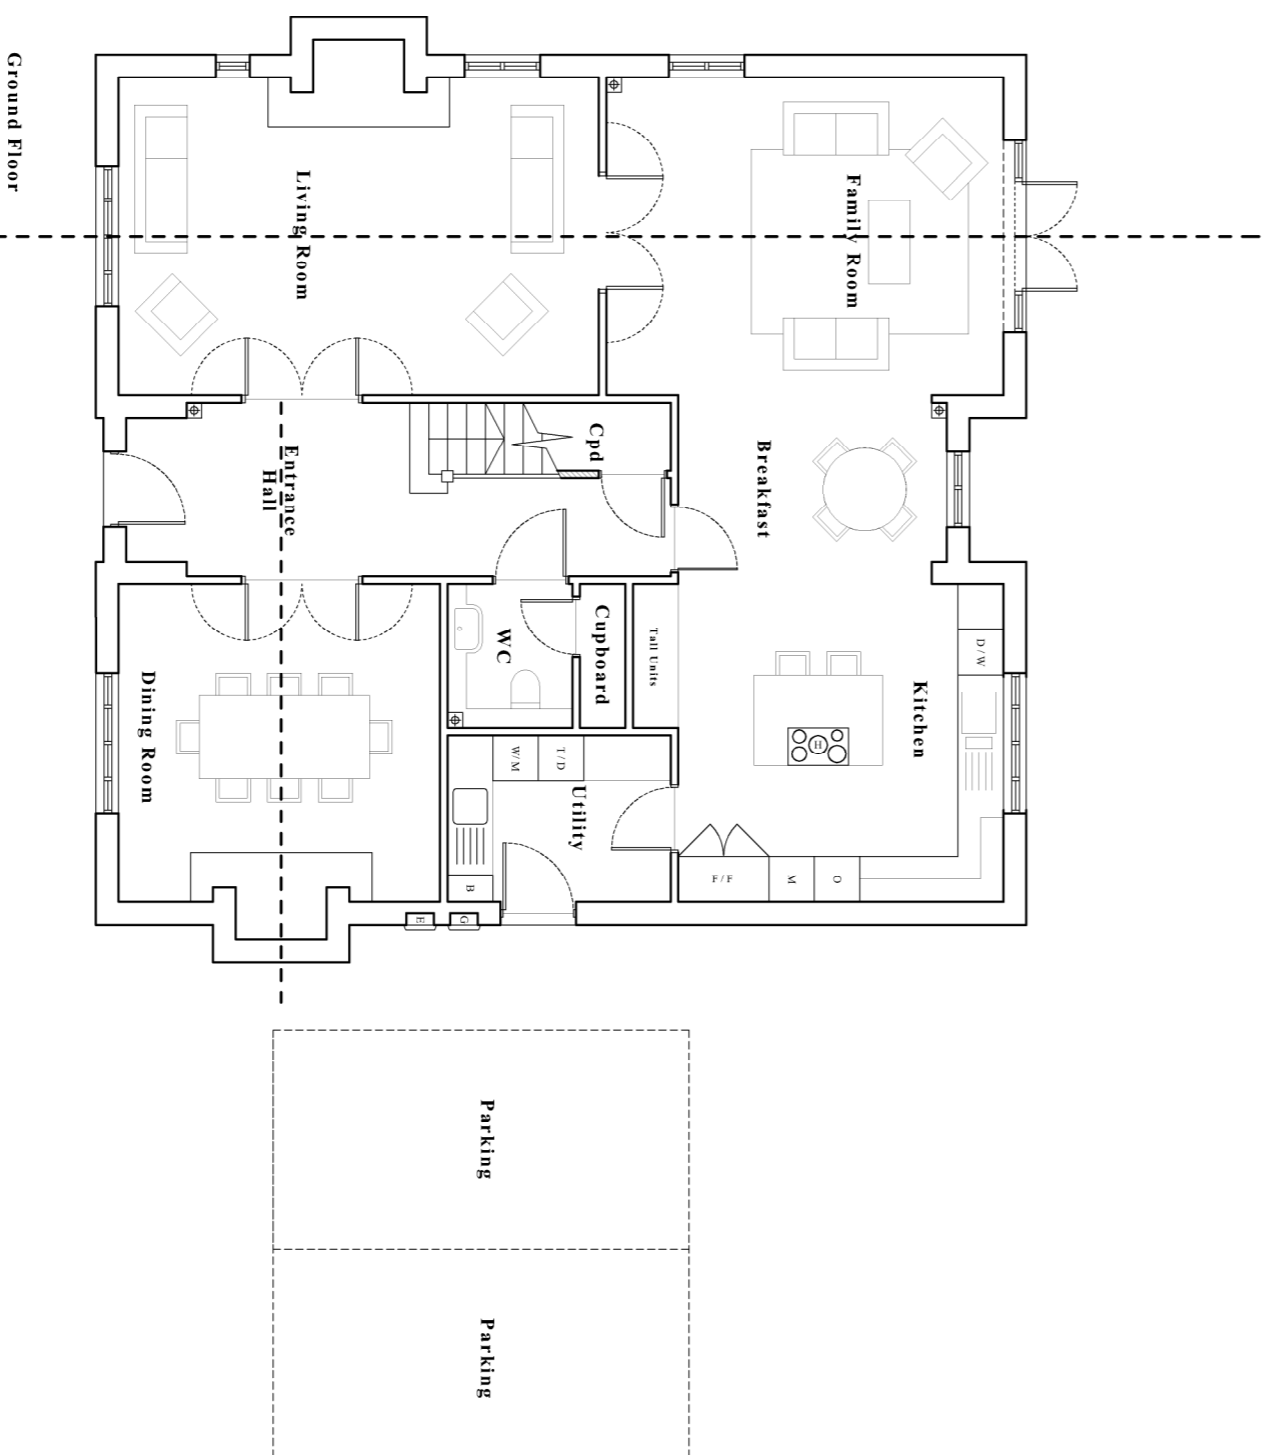 Ground Floor
Living Room
Family Room
Entrance
Hall
Cpd
Breakfast
Dining Room
WC
Cupboard
Tall Units
Kitchen
D/W
H
W/M
T/D
Utility
B
F/F
M
O
E
G
Parking
Parking